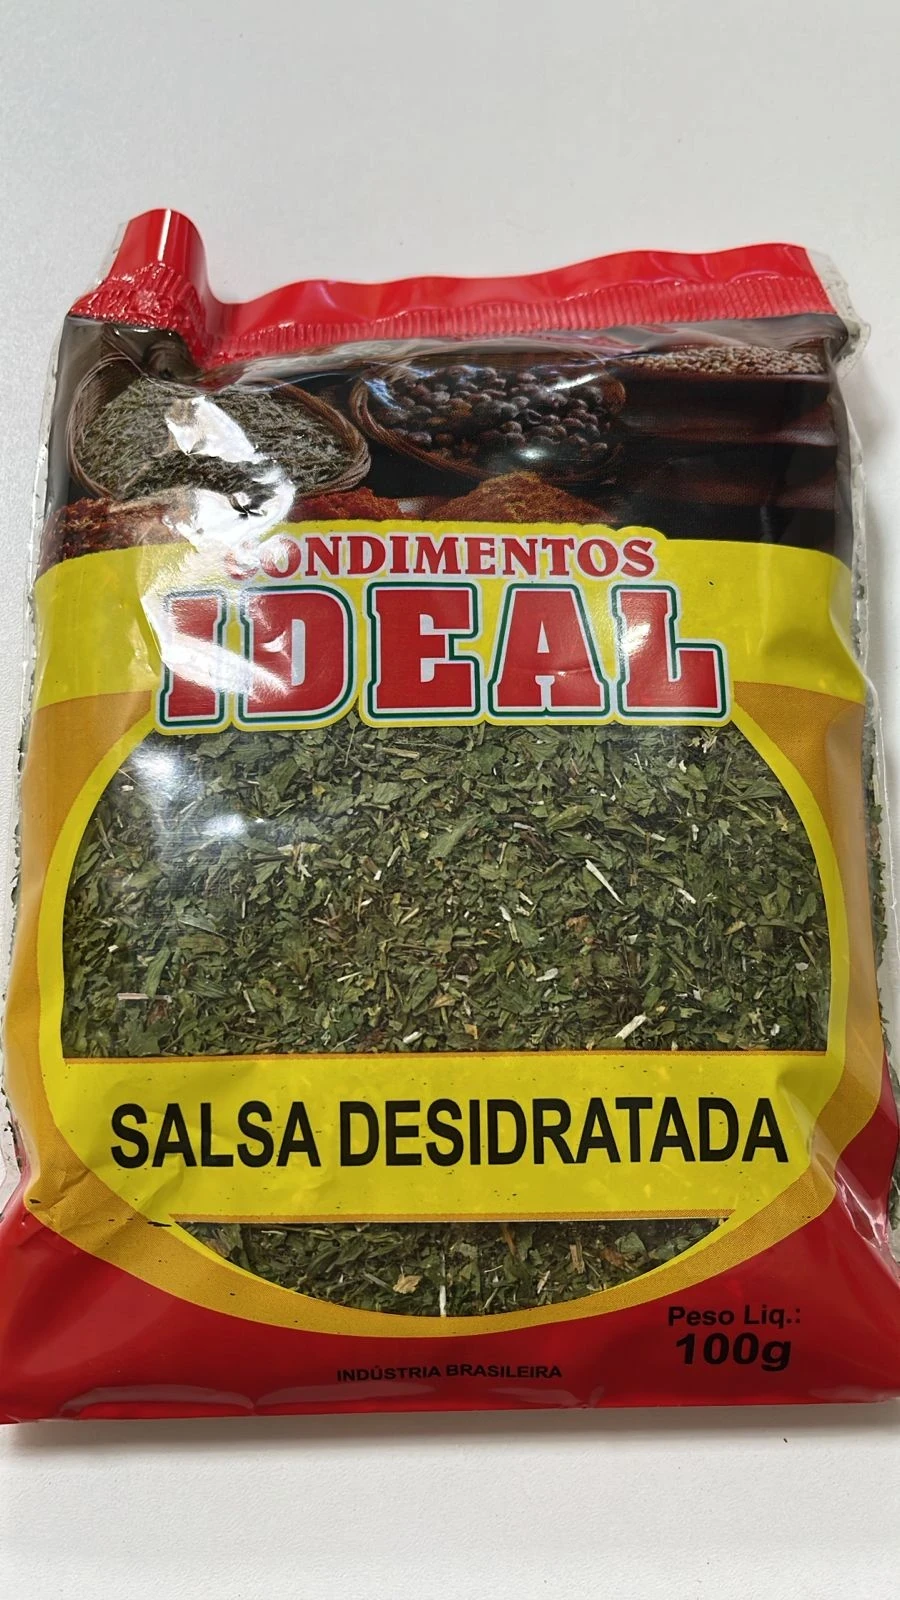 CONDIMENTOS
IDEAL
SALSA DESIDRATADA
Peso Liq.:
100g
INDÚSTRIA BRASILEIRA